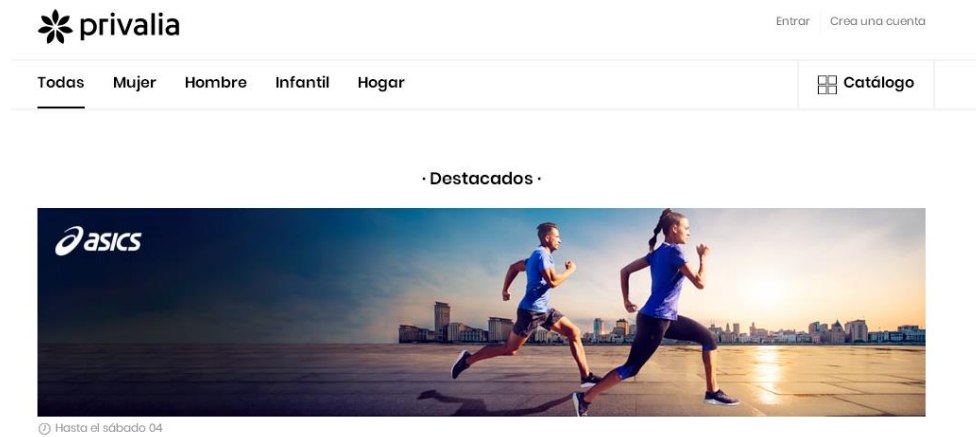 privalia
Entrar Crea una cuenta
Todas Mujer Hombre Infantil Hogar Catálogo
· Destacados ·
asics
Hasta el sábado 04